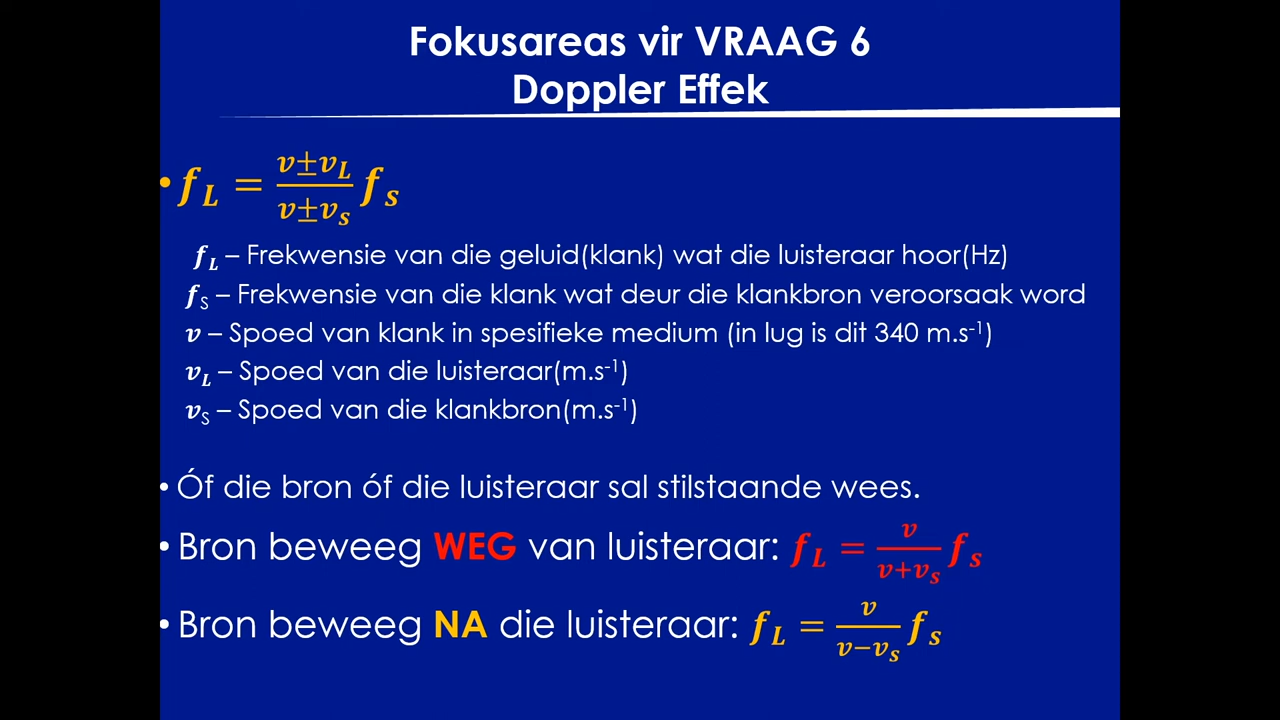 Fokusareas vir VRAAG 6
Doppler Effek
• f_L = (v±v_L)/(v±v_s) f_s
f_L – Frekwensie van die geluid(klank) wat die luisteraar hoor(Hz)
f_S – Frekwensie van die klank wat deur die klankbron veroorsaak word
v – Spoed van klank in spesifieke medium (in lug is dit 340 m.s⁻¹)
v_L – Spoed van die luisteraar(m.s⁻¹)
v_S – Spoed van die klankbron(m.s⁻¹)
• Óf die bron óf die luisteraar sal stilstaande wees.
• Bron beweeg WEG van luisteraar: f_L = v/(v+v_s) f_s
• Bron beweeg NA die luisteraar: f_L = v/(v−v_s) f_s